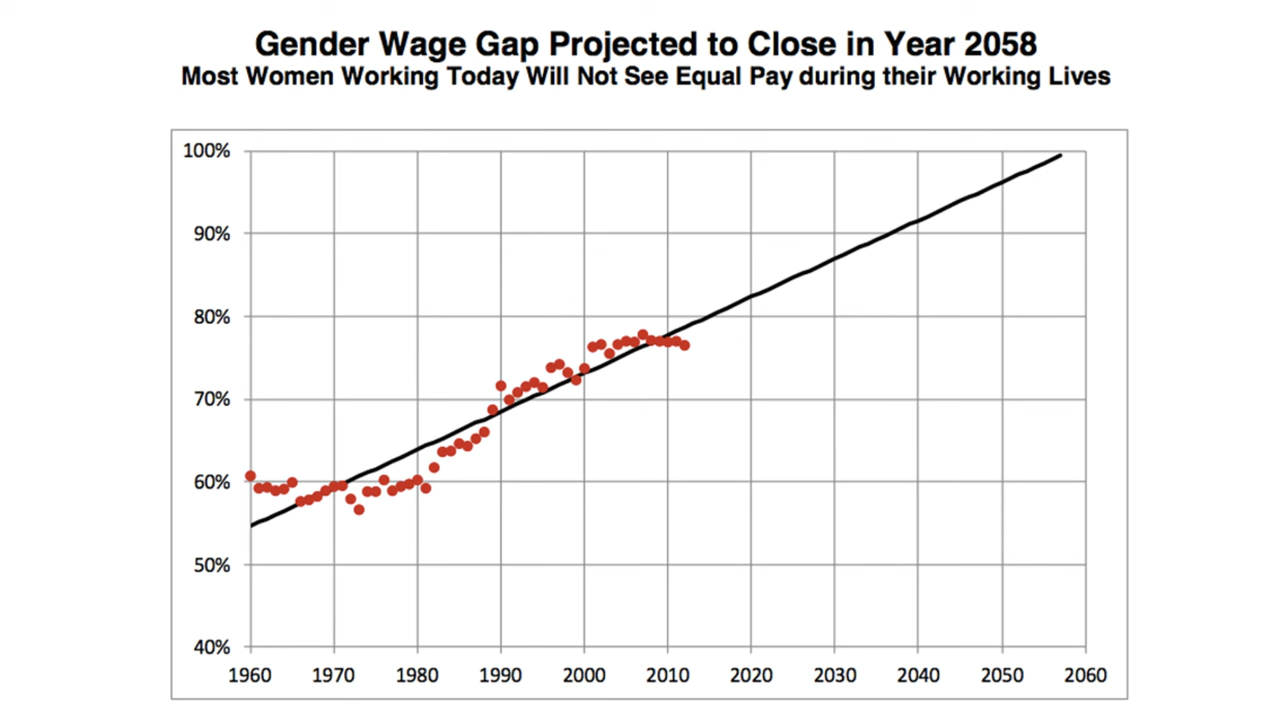 Gender Wage Gap Projected to Close in Year 2058
Most Women Working Today Will Not See Equal Pay during their Working Lives
100%
90%
80%
70%
60%
50%
40%
1960 1970 1980 1990 2000 2010 2020 2030 2040 2050 2060